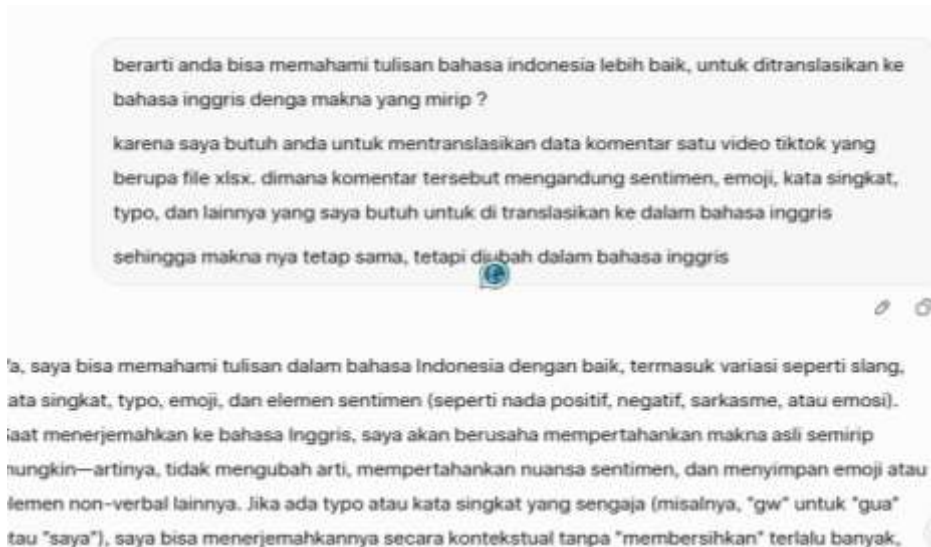 berarti anda bisa memahami tulisan bahasa indonesia lebih baik, untuk ditranslasikan ke
bahasa inggris denga makna yang mirip ?
karena saya butuh anda untuk mentranslasikan data komentar satu video tiktok yang
berupa file xlsx. dimana komentar tersebut mengandung sentimen, emoji, kata singkat,
typo, dan lainnya yang saya butuh untuk di translasikan ke dalam bahasa inggris
sehingga makna nya tetap sama, tetapi diubah dalam bahasa inggris
a, saya bisa memahami tulisan dalam bahasa Indonesia dengan baik, termasuk variasi seperti slang,
ata singkat, typo, emoji, dan elemen sentimen (seperti nada positif, negatif, sarkasme, atau emosi).
aat menerjemahkan ke bahasa Inggris, saya akan berusaha mempertahankan makna asli semirip
nungkin—artinya, tidak mengubah arti, mempertahankan nuansa sentimen, dan menyimpan emoji atau
lemen non-verbal lainnya. Jika ada typo atau kata singkat yang sengaja (misalnya, "gw" untuk "gua"
tau "saya"), saya bisa menerjemahkannya secara kontekstual tanpa "membersihkan" terlalu banyak,